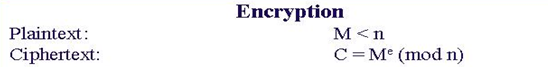 Encryption
Plaintext: M < n
Ciphertext: C = Mᵉ (mod n)